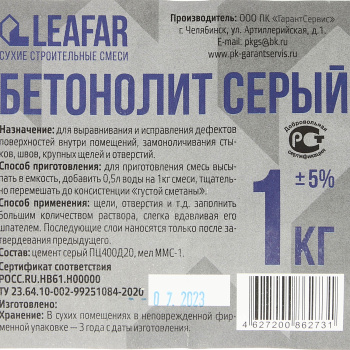 LEAFAR
СУХИЕ СТРОИТЕЛЬНЫЕ СМЕСИ
Производитель: ООО ПК «ГарантСервис»
г. Челябинск, ул. Артиллерийская, д.1
E-mail: pkgs@bk.ru
www.pk-garantservis.ru
БЕТОНОЛИТ СЕРЫЙ
Назначение: для выравнивания и исправления дефектов
поверхностей внутри помещений, замоноличивания сты-
ков, швов, крупных щелей и отверстий.
Способ приготовления: для приготовления смесь высы-
пать в емкость, добавить 0,5л воды на 1кг смеси, тщатель-
но перемешать до консистенции «густой сметаны».
Способ применения: щели, отверстия и т.д. заполнить
большим количеством раствора, слегка вдавливая его
шпателем. Последующие слои наносятся только после за-
твердевания предыдущего.
Состав: цемент серый ПЦ400Д20, мел ММС-1.
Сертификат соответствия
РОСС.RU.HB61.H00000
ТУ 23.64.10-002-99251084-2020
Изготовлено:
0 7. 2023
Хранение: В сухих помещениях в неповрежденной фир-
менной упаковке – 3 года с даты изготовления.
Добровольная
сертификация
1 КГ
± 5%
4627200862731